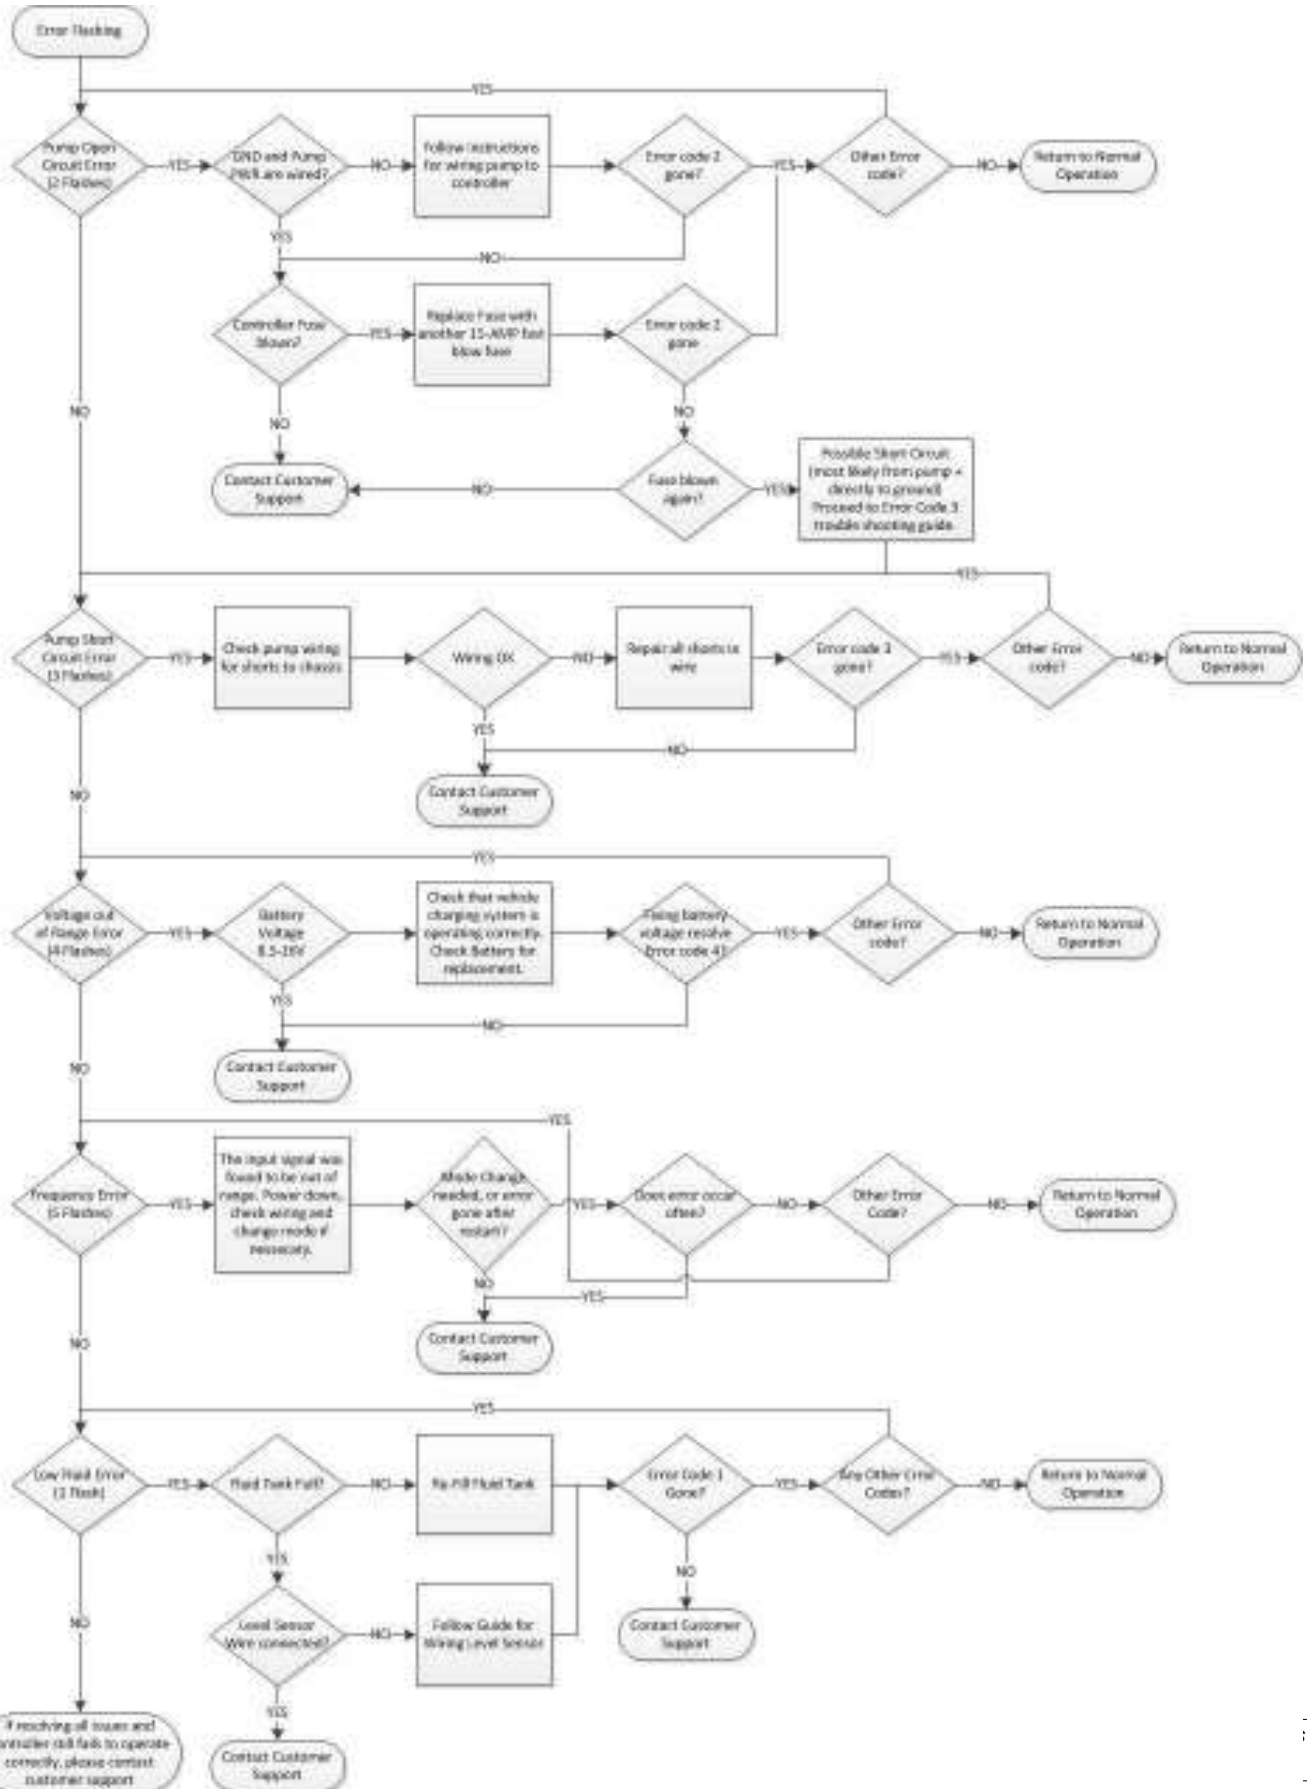 Error Flashing
YES
Pump Open
Circuit Error
(2 Flashes)
YES
GND and Pump
PWR are wired?
NO
Follow Instructions
for wiring pump to
controller
Error code 2
gone?
YES
Other Error
code?
NO
Return to Normal
Operation
YES
NO
Controller Fuse
blown?
YES
Replace Fuse with
another 15-AMP fast
blow fuse
Error code 2
gone
NO
NO
NO
Contact Customer
Support
NO
Fuse blown
again?
YES
Possible Short Circuit
(most likely from pump +
directly to ground)
Proceed to Error Code 3
trouble shooting guide.
YES
Pump Short
Circuit Error
(3 Flashes)
YES
Check pump wiring
for shorts to chassis
Wiring OK
NO
Repair all shorts in
wire
Error code 3
gone?
YES
Other Error
code?
NO
Return to Normal
Operation
YES
NO
Contact Customer
Support
NO
YES
Voltage out
of Range Error
(4 Flashes)
YES
Battery
Voltage
8.5-16V
Check that vehicle
charging system is
operating correctly.
Check Battery for
replacement.
Fixing battery
voltage resolve
Error code 4?
YES
Other Error
code?
NO
Return to Normal
Operation
YES
NO
Contact Customer
Support
NO
YES
Frequency Error
(5 Flashes)
YES
The input signal was
found to be out of
range. Power down,
check wiring and
change mode if
nessecary.
Mode Change
needed, or error
gone after
restart?
YES
Does error occur
often?
NO
Other Error
Code?
NO
Return to Normal
Operation
NO
YES
Contact Customer
Support
NO
YES
Low Fluid Error
(1 Flash)
YES
Fluid Tank Full?
NO
Re-Fill Fluid Tank
Error Code 1
Gone?
YES
Any Other Error
Codes?
NO
Return to Normal
Operation
YES
NO
NO
Level Sensor
Wire connected?
NO
Follow Guide for
Wiring Level Sensor
Contact Customer
Support
YES
If resolving all issues and
controller still fails to operate
correctly, please contact
customer support
Contact Customer
Support